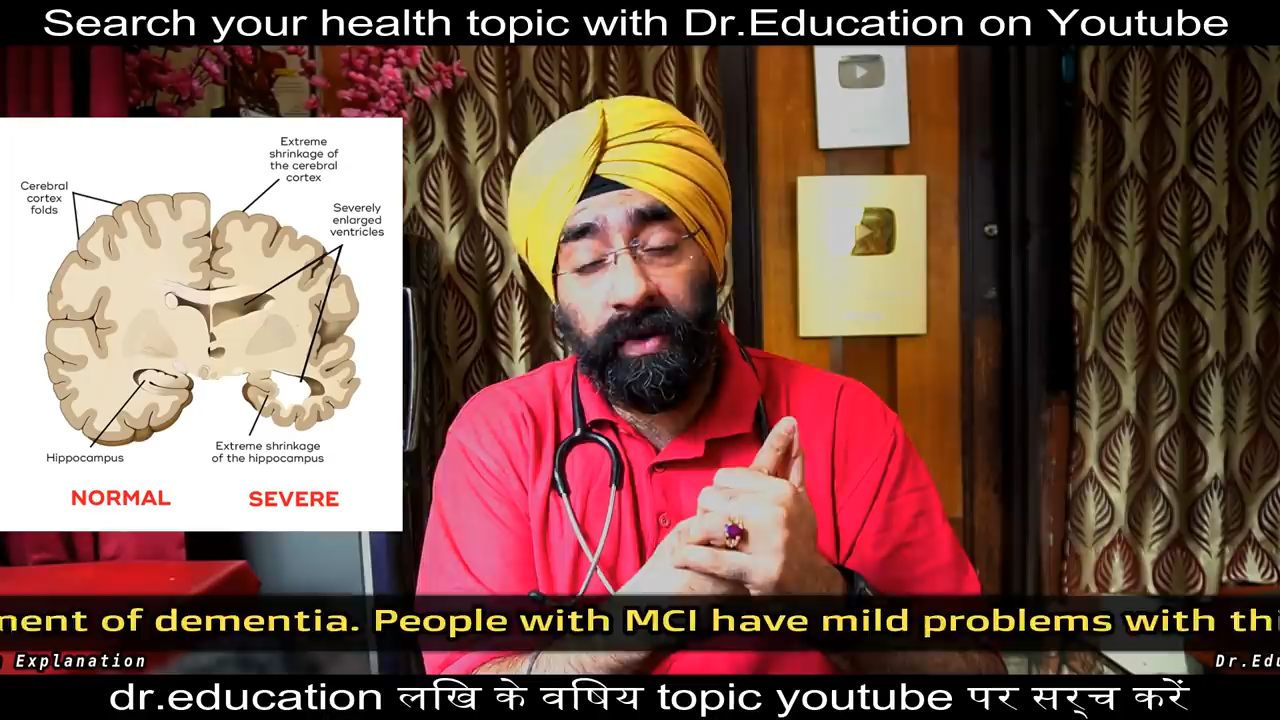 Search your health topic with Dr.Education on Youtube
Extreme
shrinkage of
the cerebral
cortex
Cerebral
cortex
folds
Severely
enlarged
ventricles
Hippocampus
Extreme shrinkage
of the hippocampus
NORMAL
SEVERE
ment of dementia. People with MCI have mild problems with thi
Explanation
Dr.Edu
dr.education लखि के वषिय topic youtube पर सर्च करें